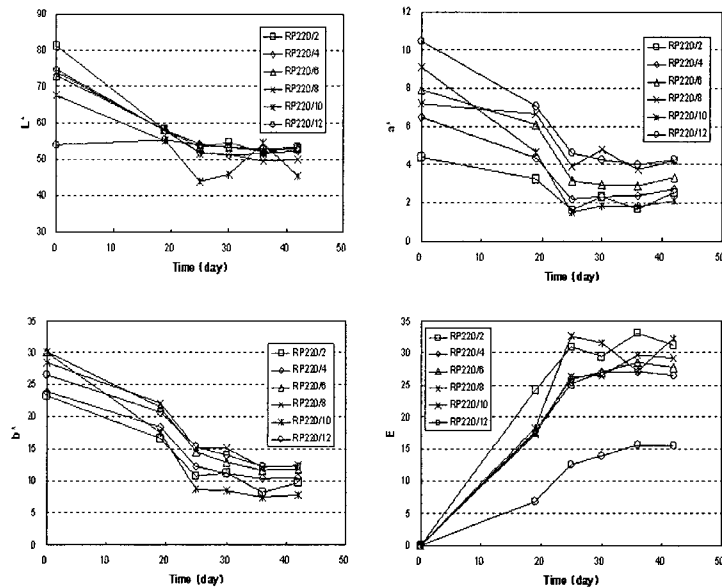 90
80
70
60
50
40
30
L*
0 10 20 30 40 50
Time (day)
RP220/2
RP220/4
RP220/6
RP220/8
RP220/10
RP220/12
12
10
8
6
4
2
0
a*
0 10 20 30 40 50
Time (day)
RP220/2
RP220/4
RP220/6
RP220/8
RP220/10
RP220/12
35
30
25
20
15
10
5
0
b*
0 10 20 30 40 50
Time (day)
RP220/2
RP220/4
RP220/6
RP220/8
RP220/10
RP220/12
35
30
25
20
15
10
5
0
E
0 10 20 30 40 50
Time (day)
RP220/2
RP220/4
RP220/6
RP220/8
RP220/10
RP220/12